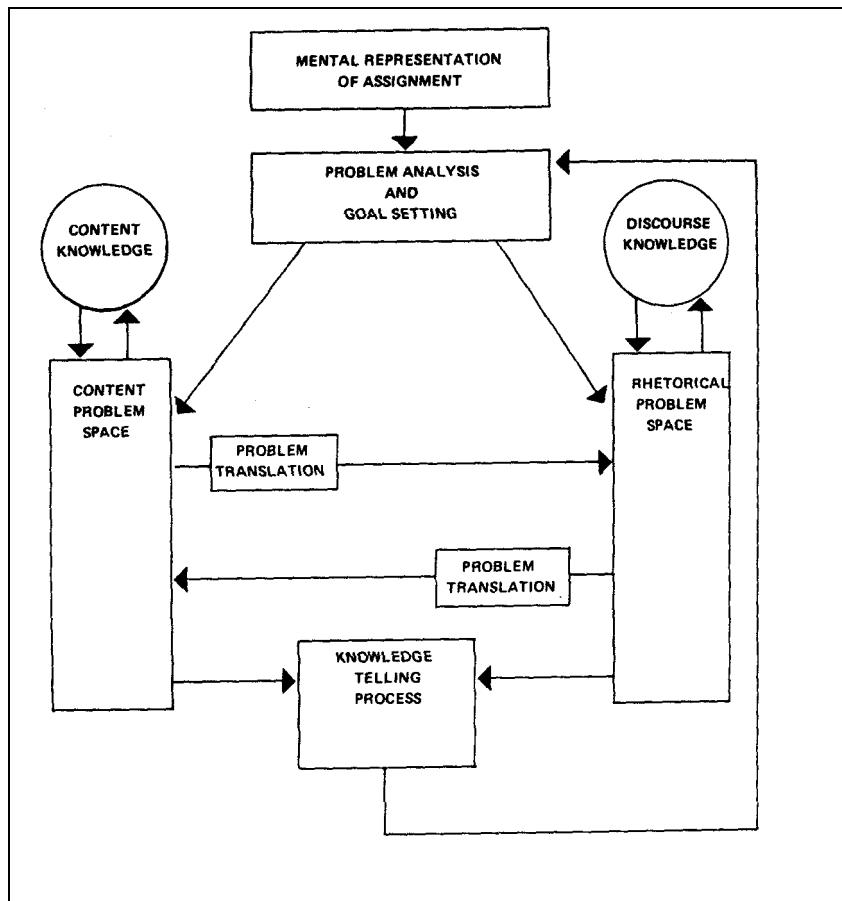 MENTAL REPRESENTATION
OF ASSIGNMENT
PROBLEM ANALYSIS
AND
GOAL SETTING
CONTENT
KNOWLEDGE
DISCOURSE
KNOWLEDGE
CONTENT
PROBLEM
SPACE
RHETORICAL
PROBLEM
SPACE
PROBLEM
TRANSLATION
PROBLEM
TRANSLATION
KNOWLEDGE
TELLING
PROCESS